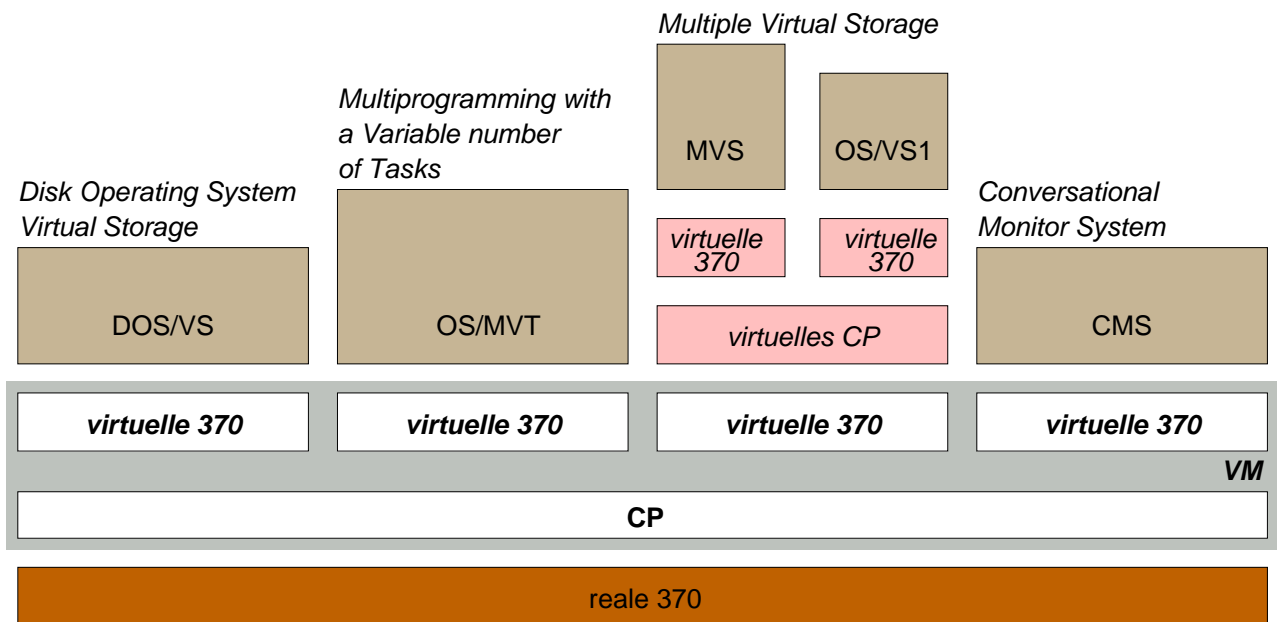 Multiple Virtual Storage
Multiprogramming with
a Variable number
of Tasks
MVS
OS/VS1
Disk Operating System
Virtual Storage
Conversational
Monitor System
virtuelle
370
virtuelle
370
DOS/VS
OS/MVT
virtuelles CP
CMS
virtuelle 370
virtuelle 370
virtuelle 370
virtuelle 370
VM
CP
reale 370